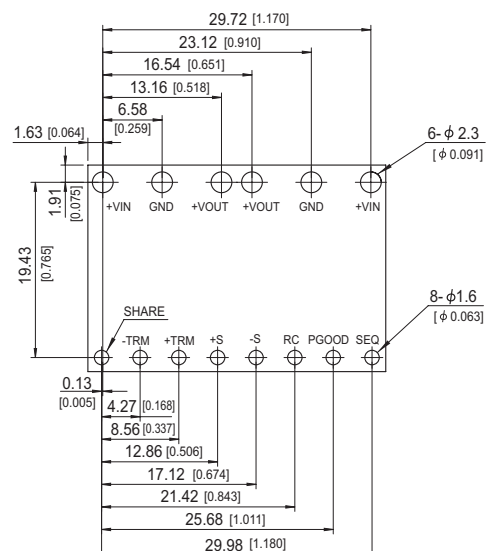 29.72 [1.170]
23.12 [0.910]
16.54 [0.651]
13.16 [0.518]
6.58
[0.259]
1.63 [0.064]
6-ϕ2.3
[ϕ0.091]
+VIN GND +VOUT +VOUT GND +VIN
1.91
[0.075]
19.43
[0.765]
SHARE
8-ϕ1.6
[ϕ0.063]
-TRM +TRM +S -S RC PGOOD SEQ
0.13
[0.005]
4.27 [0.168]
8.56 [0.337]
12.86 [0.506]
17.12 [0.674]
21.42 [0.843]
25.68 [1.011]
29.98 [1.180]